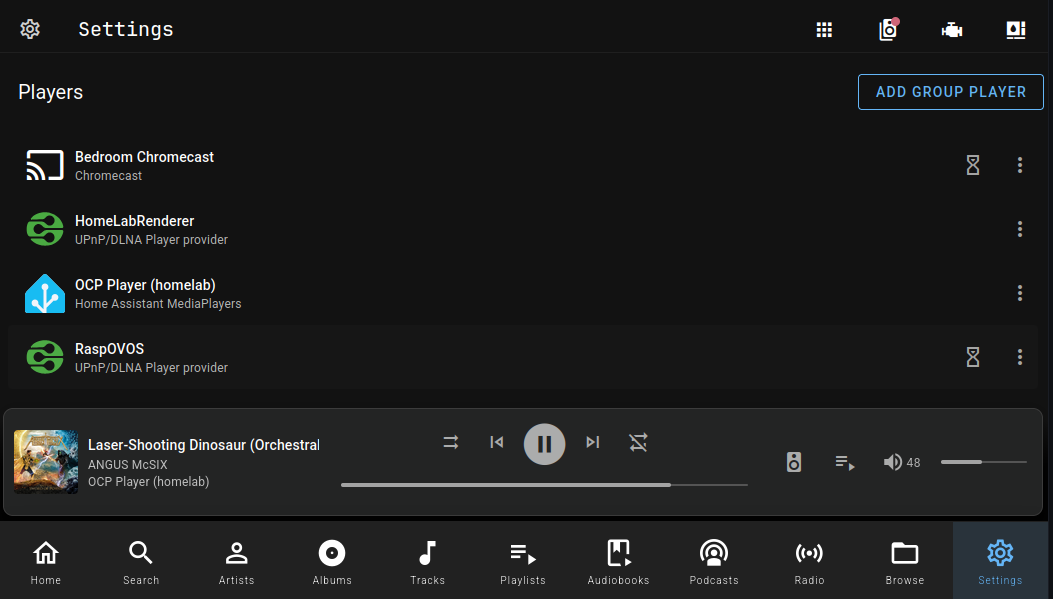 Settings
Players
ADD GROUP PLAYER
Bedroom Chromecast
Chromecast
HomeLabRenderer
UPnP/DLNA Player provider
OCP Player (homelab)
Home Assistant MediaPlayers
RaspOVOS
UPnP/DLNA Player provider
Laser-Shooting Dinosaur (Orchestral
ANGUS McSIX
OCP Player (homelab)
48
Home
Search
Artists
Albums
Tracks
Playlists
Audiobooks
Podcasts
Radio
Browse
Settings